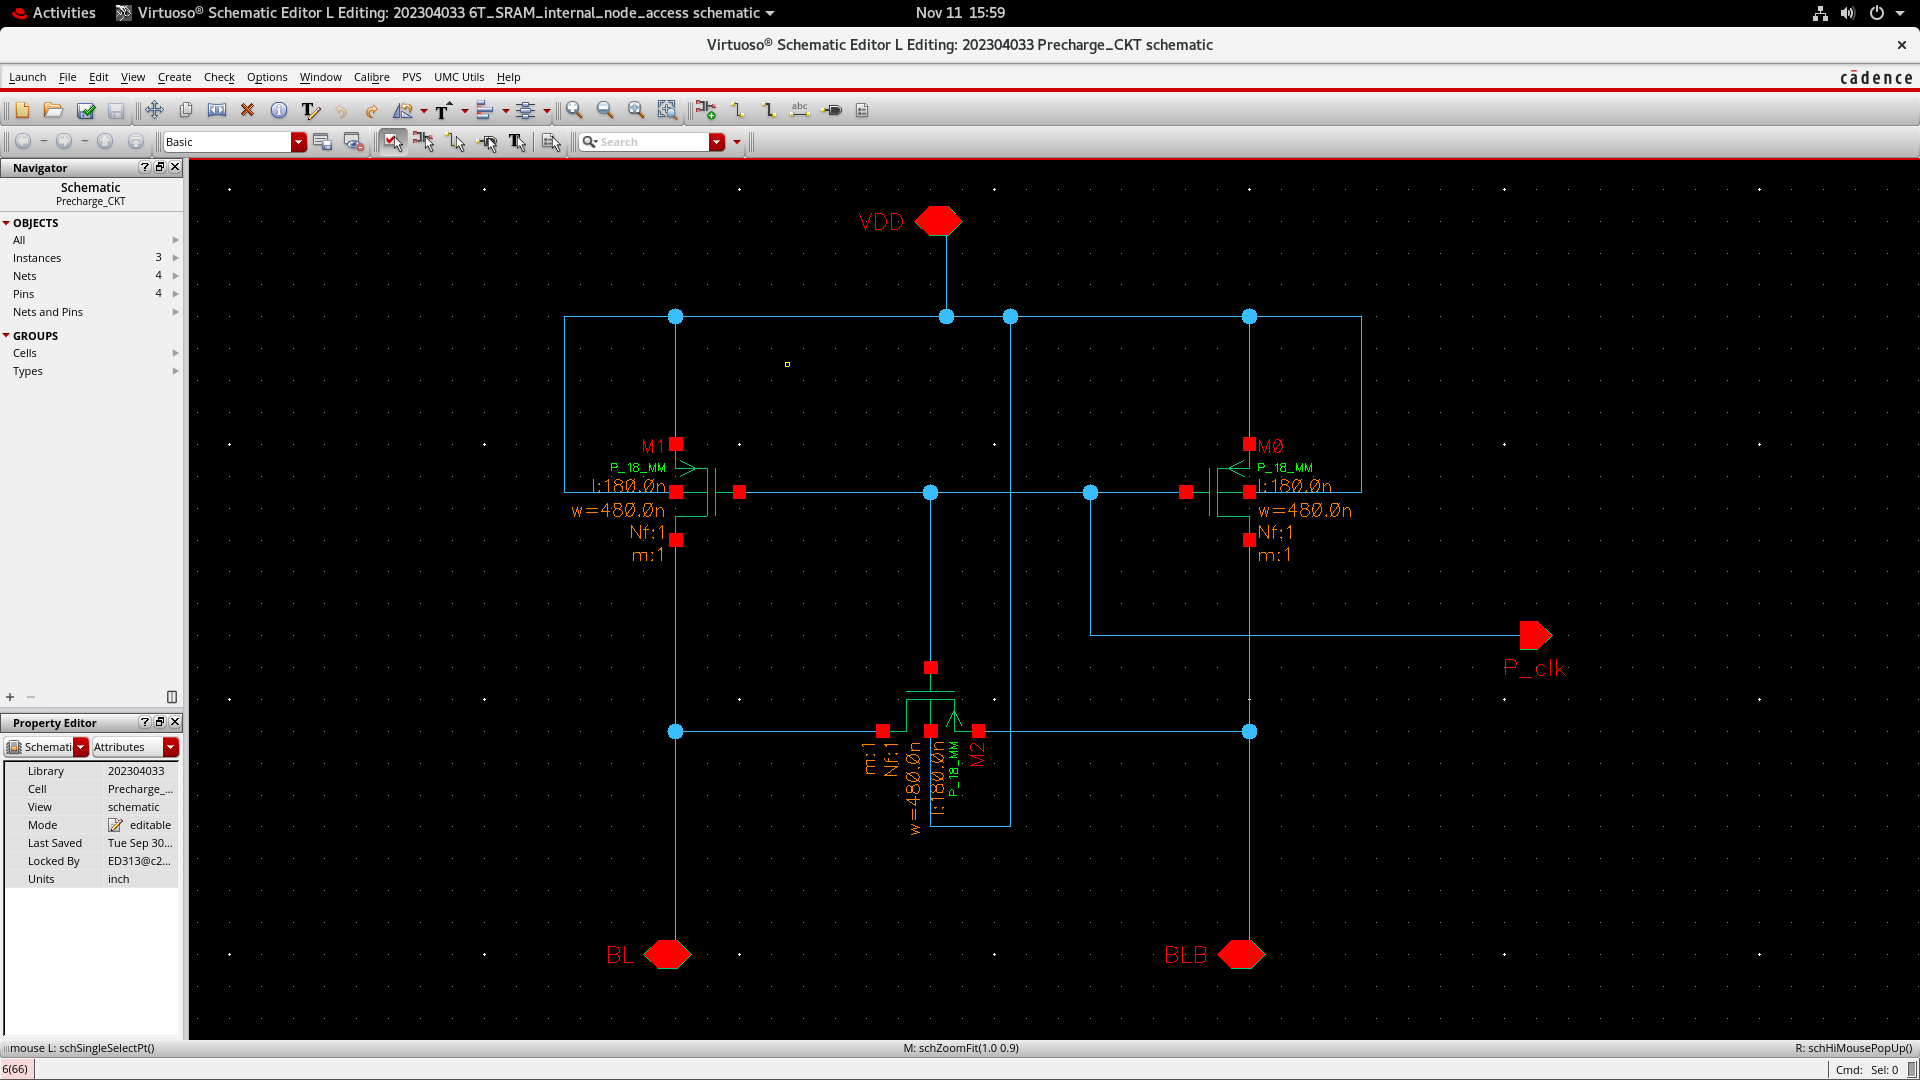 Activities
Virtuoso® Schematic Editor L Editing: 202304033 6T_SRAM_internal_node_access schematic
Nov 11 15:59
Virtuoso® Schematic Editor L Editing: 202304033 Precharge_CKT schematic
Launch File Edit View Create Check Options Window Calibre PVS UMC Utils Help
cādence
abc
Basic
Search
Navigator
Schematic
Precharge_CKT
OBJECTS
All
Instances 3
Nets 4
Pins 4
Nets and Pins
GROUPS
Cells
Types
Property Editor
Schemati
Attributes
Library 202304033
Cell Precharge_...
View schematic
Mode editable
Last Saved Tue Sep 30...
Locked By ED313@c2...
Units inch
VDD
M1
P_18_MM
l:180.0n
w=480.0n
Nf:1
m:1
M0
P_18_MM
l:180.0n
w=480.0n
Nf:1
m:1
P_clk
m:1
Nf:1
w=480.0n
l:180.0n
P_18_MM
M2
BL
BLB
mouse L: schSingleSelectPt()
M: schZoomFit(1.0 0.9)
R: schHiMousePopUp()
6(66)
Cmd: Sel: 0